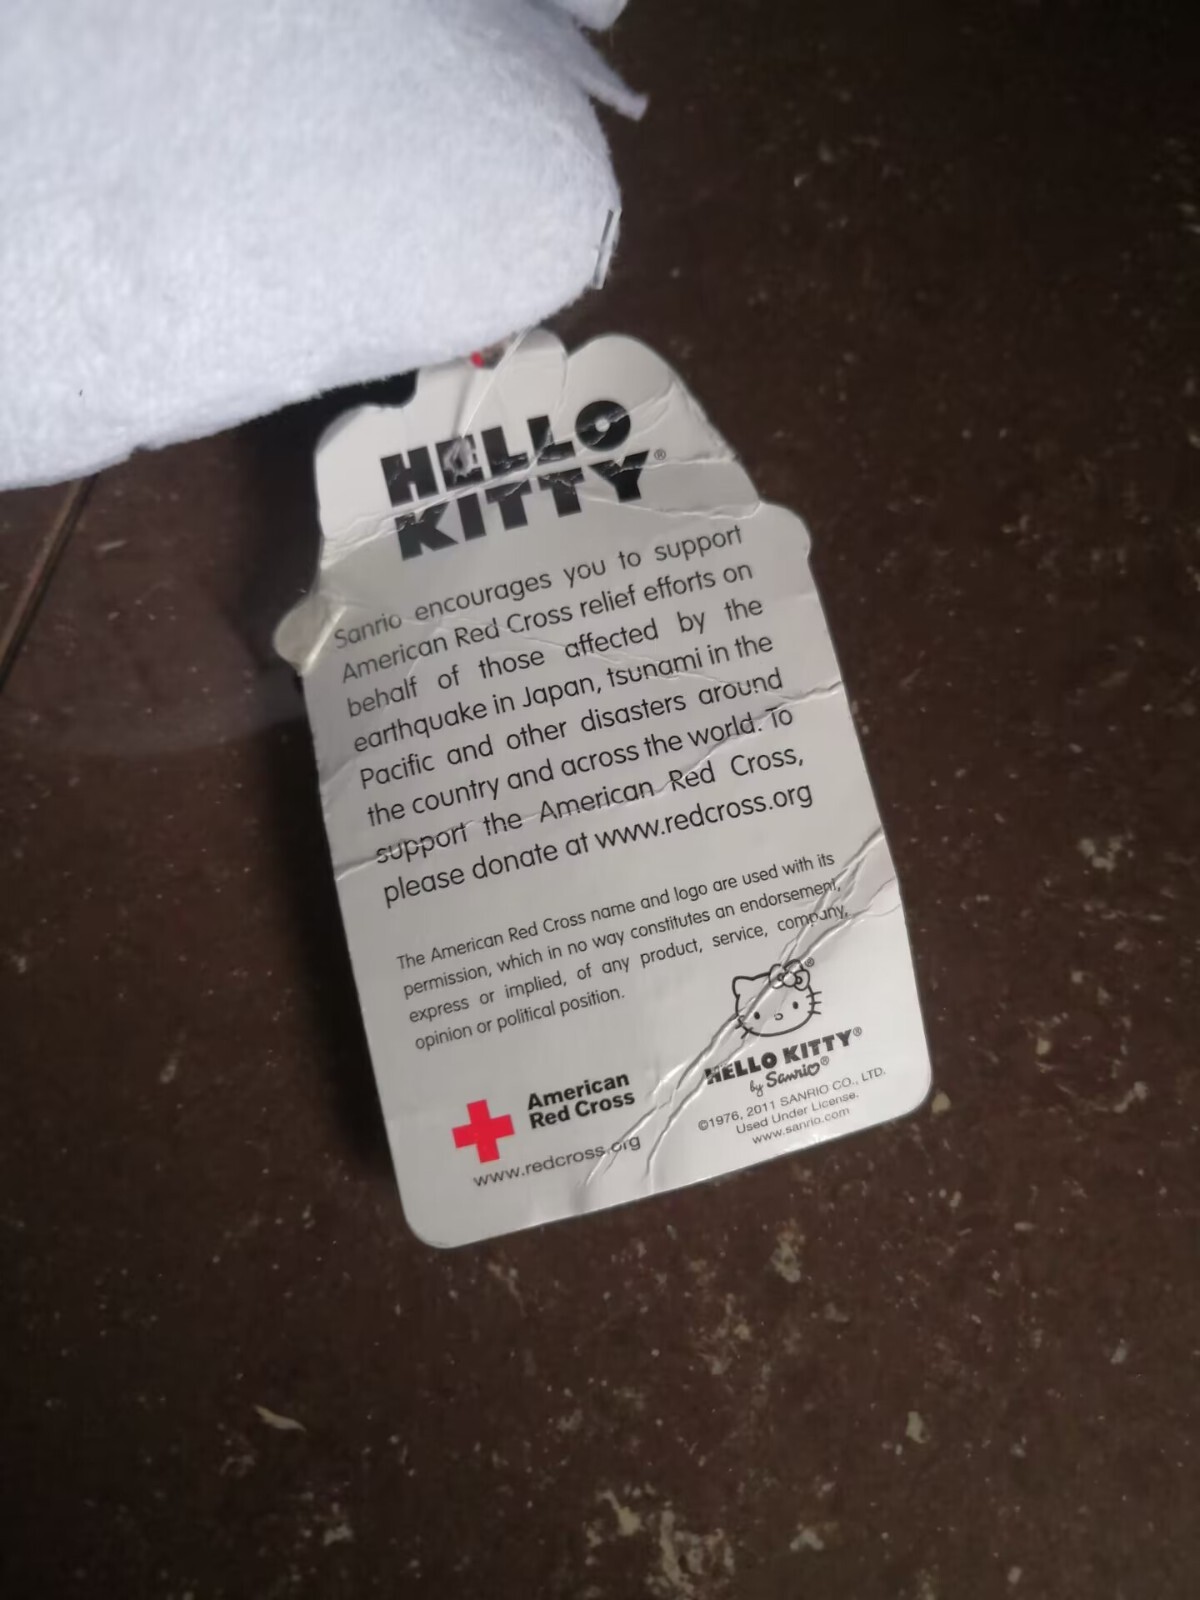 HELLO
KITTY®
Sanrio encourages you to support
American Red Cross relief efforts on
behalf of those affected by the
earthquake in Japan, tsunami in the
Pacific and other disasters around
the country and across the world. To
support the American Red Cross,
please donate at www.redcross.org
The American Red Cross name and logo are used with its
permission, which in no way constitutes an endorsement,
express or implied, of any product, service, company,
opinion or political position.
American
Red Cross
www.redcross.org
®
HELLO KITTY®
by Sanrio®
©1976, 2011 SANRIO CO., LTD.
Used Under License.
www.sanrio.com